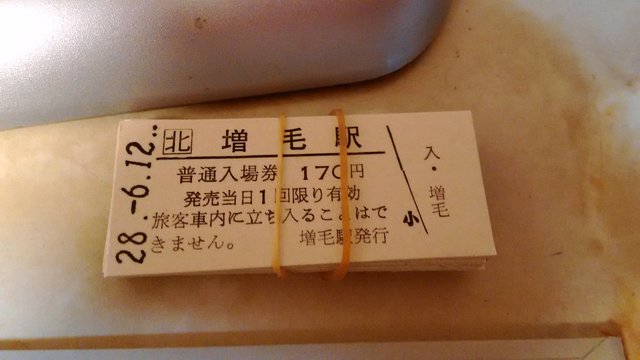 28.-6.12
北 増毛駅
普通入場券 170円
発売当日1回限り有効
旅客車内に立ち入ることはで
きません。 増毛駅発行
小
入・増毛